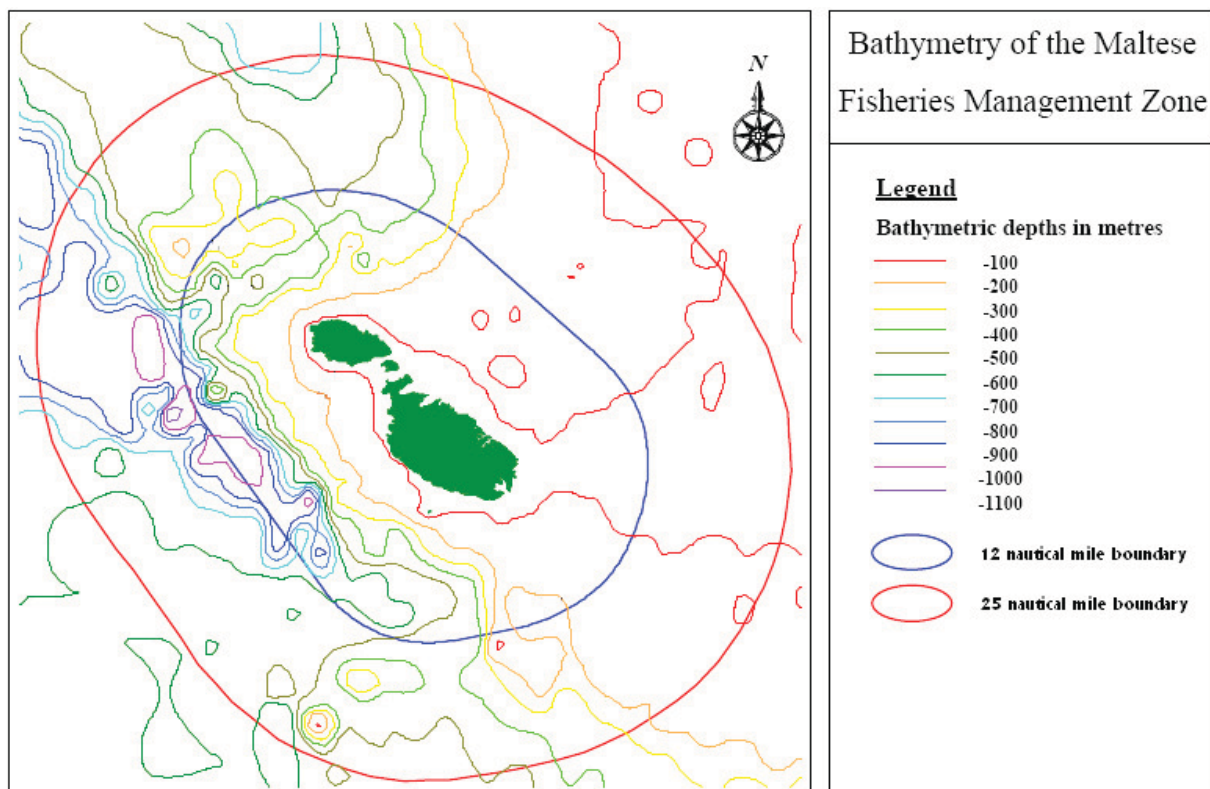 N
Bathymetry of the Maltese
Fisheries Management Zone
Legend
Bathymetric depths in metres
-100
-200
-300
-400
-500
-600
-700
-800
-900
-1000
-1100
12 nautical mile boundary
25 nautical mile boundary